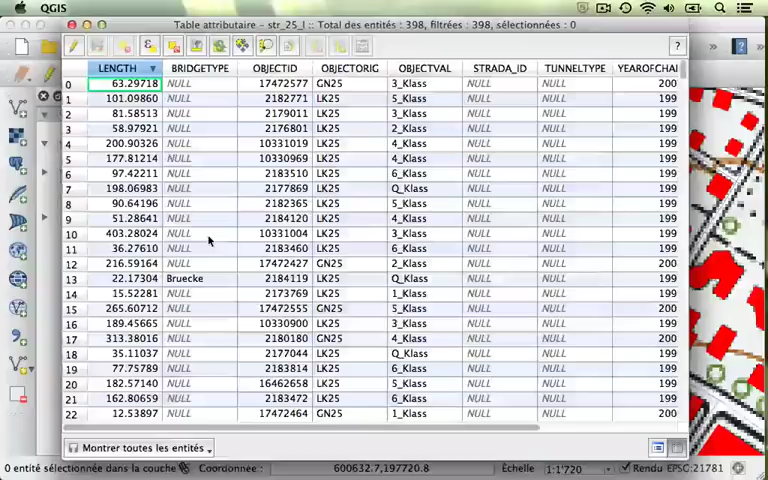 QGIS
Table attributaire - str_25_l :: Total des entités : 398, filtrées : 398, sélectionnées : 0
?
LENGTH BRIDGETYPE OBJECTID OBJECTORIG OBJECTVAL STRADA_ID TUNNELTYPE YEAROFCHAI
0 63.29718 NULL 17472577 GN25 3_Klass NULL NULL 200
1 101.09860 NULL 2182771 LK25 5_Klass NULL NULL 199
2 81.58513 NULL 2179011 LK25 3_Klass NULL NULL 199
3 58.97921 NULL 2176801 LK25 2_Klass NULL NULL 199
4 200.90326 NULL 10331019 LK25 4_Klass NULL NULL 199
5 177.81214 NULL 10330969 LK25 4_Klass NULL NULL 199
6 97.42211 NULL 2183510 LK25 6_Klass NULL NULL 199
7 198.06983 NULL 2177869 LK25 Q_Klass NULL NULL 199
8 90.64196 NULL 2182365 LK25 5_Klass NULL NULL 199
9 51.28641 NULL 2184120 LK25 4_Klass NULL NULL 199
10 403.28024 NULL 10331004 LK25 3_Klass NULL NULL 199
11 36.27610 NULL 2183460 LK25 6_Klass NULL NULL 199
12 216.59164 NULL 17472427 GN25 2_Klass NULL NULL 200
13 22.17304 Bruecke 2184119 LK25 Q_Klass NULL NULL 199
14 15.52281 NULL 2173769 LK25 1_Klass NULL NULL 199
15 265.60712 NULL 17472555 GN25 5_Klass NULL NULL 200
16 189.45665 NULL 10330900 LK25 3_Klass NULL NULL 199
17 313.38016 NULL 2180180 GN25 4_Klass NULL NULL 200
18 35.11037 NULL 2177044 LK25 Q_Klass NULL NULL 199
19 77.75789 NULL 2183814 LK25 6_Klass NULL NULL 199
20 182.57140 NULL 16462658 LK25 5_Klass NULL NULL 199
21 162.80659 NULL 2183472 LK25 6_Klass NULL NULL 199
22 12.53897 NULL 17472464 GN25 1_Klass NULL NULL 200
Montrer toutes les entités
0 entité sélectionnée dans la couche Coordonnée : 600632.7,197720.8 Échelle 1:1'720 Rendu EPSG:21781